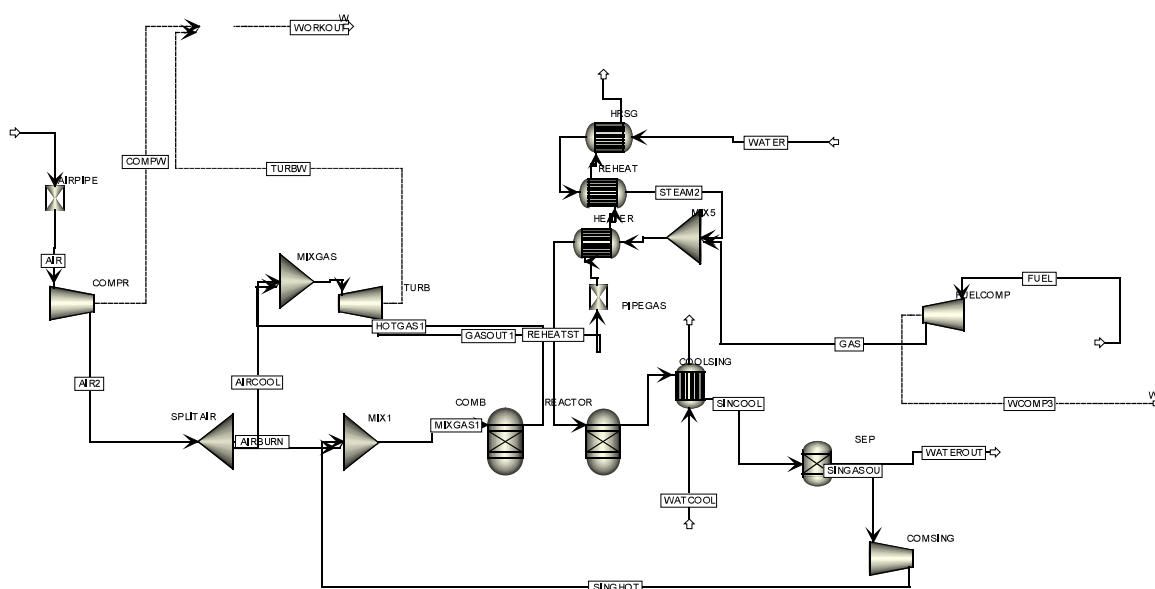 W
WORKOUT
HRSG
WATER
COMPW
TURBW
REHEAT
AIRPIPE
STEAM2
MIX5
HEATER
AIR
MIXGAS
COMPR
TURB
FUEL
FUELCOMP
PIPEGAS
HOTGAS1
GASOUT1
REHEATST
GAS
COOLSING
AIR2
AIRCOOL
WCOMP3
W
SPLITAIR
MIX1
COMB
REACTOR
SINCOOL
MIXGAS1
AIRBURN
SEP
WATEROUT
SINGASOU
WATCOOL
COMSING
SINGHOT